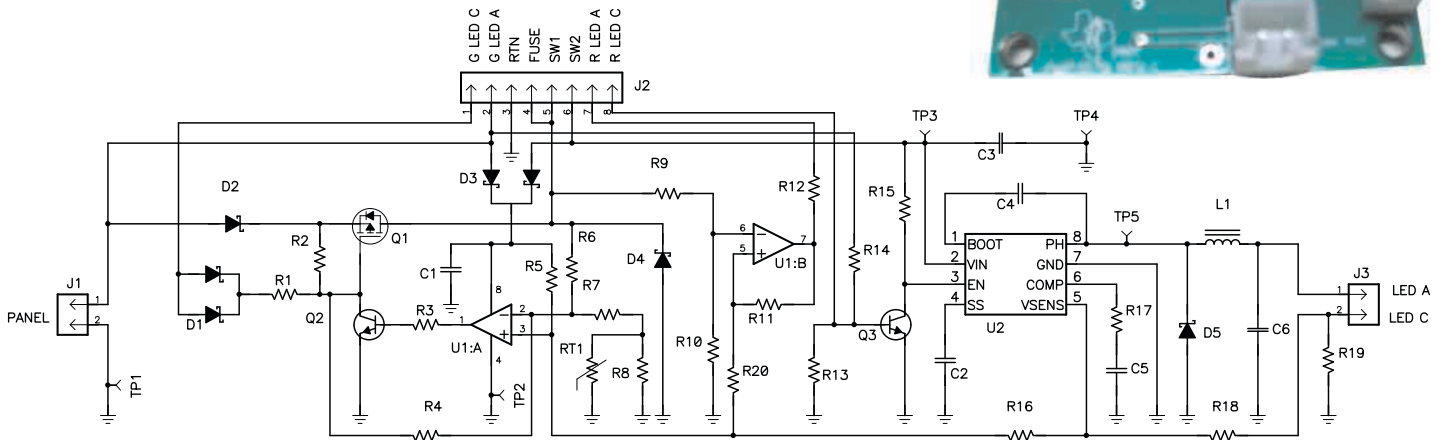 G LED C
G LED A
RTN
FUSE
SW1
SW2
R LED A
R LED C
J2
1
2
3
4
5
6
7
8
TP3
TP4
C3
R9
D3
R12
R15
D2
C4
L1
R14
TP5
R2
Q1
R6
6
5
7
U1:B
1 BOOT
PH 8
2 VIN
GND 7
3 EN
COMP 6
4 SS
VSENS 5
U2
C1
R5
D4
R7
J1
R1
8
J3
LED A
1
LED C
2
1
2
PANEL
D1
Q2
R3
1
2
3
U1:A
4
R11
R17
Q3
D5
C6
RT1
R8
R10
R20
R13
C2
C5
R19
TP1
TP2
R4
R16
R18